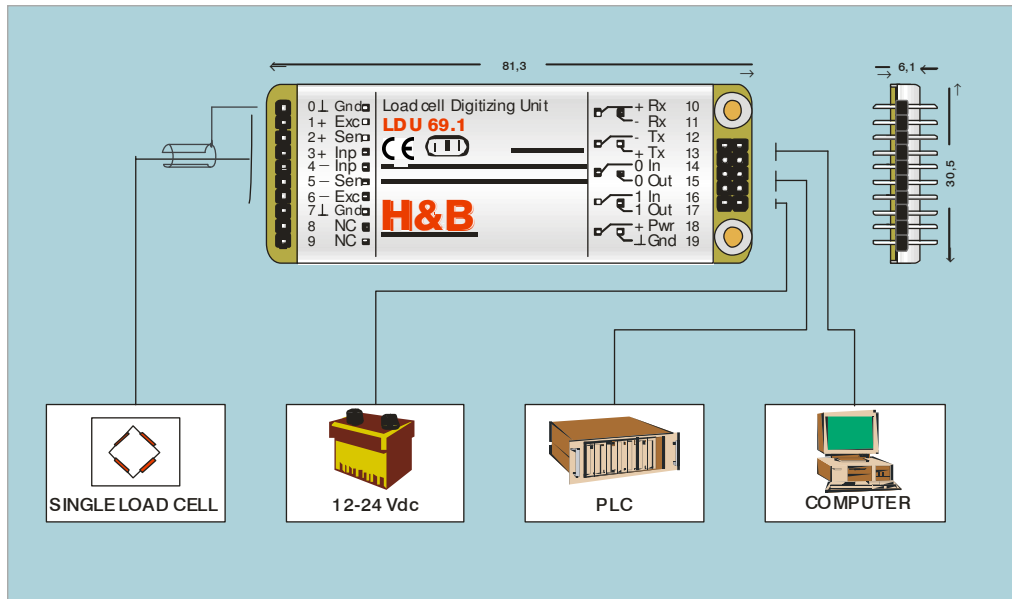 81,3
6,1
30,5
0⊥ Gnd
1+ Exc
2+ Sen
3+ Inp
4− Inp
5− Sen
6− Exc
7⊥ Gnd
8 NC
9 NC
Load cell Digitizing Unit
LDU 69.1
CE
H&B
+ Rx 10
- Rx 11
- Tx 12
+ Tx 13
0 In 14
0 Out 15
1 In 16
1 Out 17
+ Pwr 18
⊥Gnd 19
SINGLE LOAD CELL
12-24 Vdc
PLC
COMPUTER